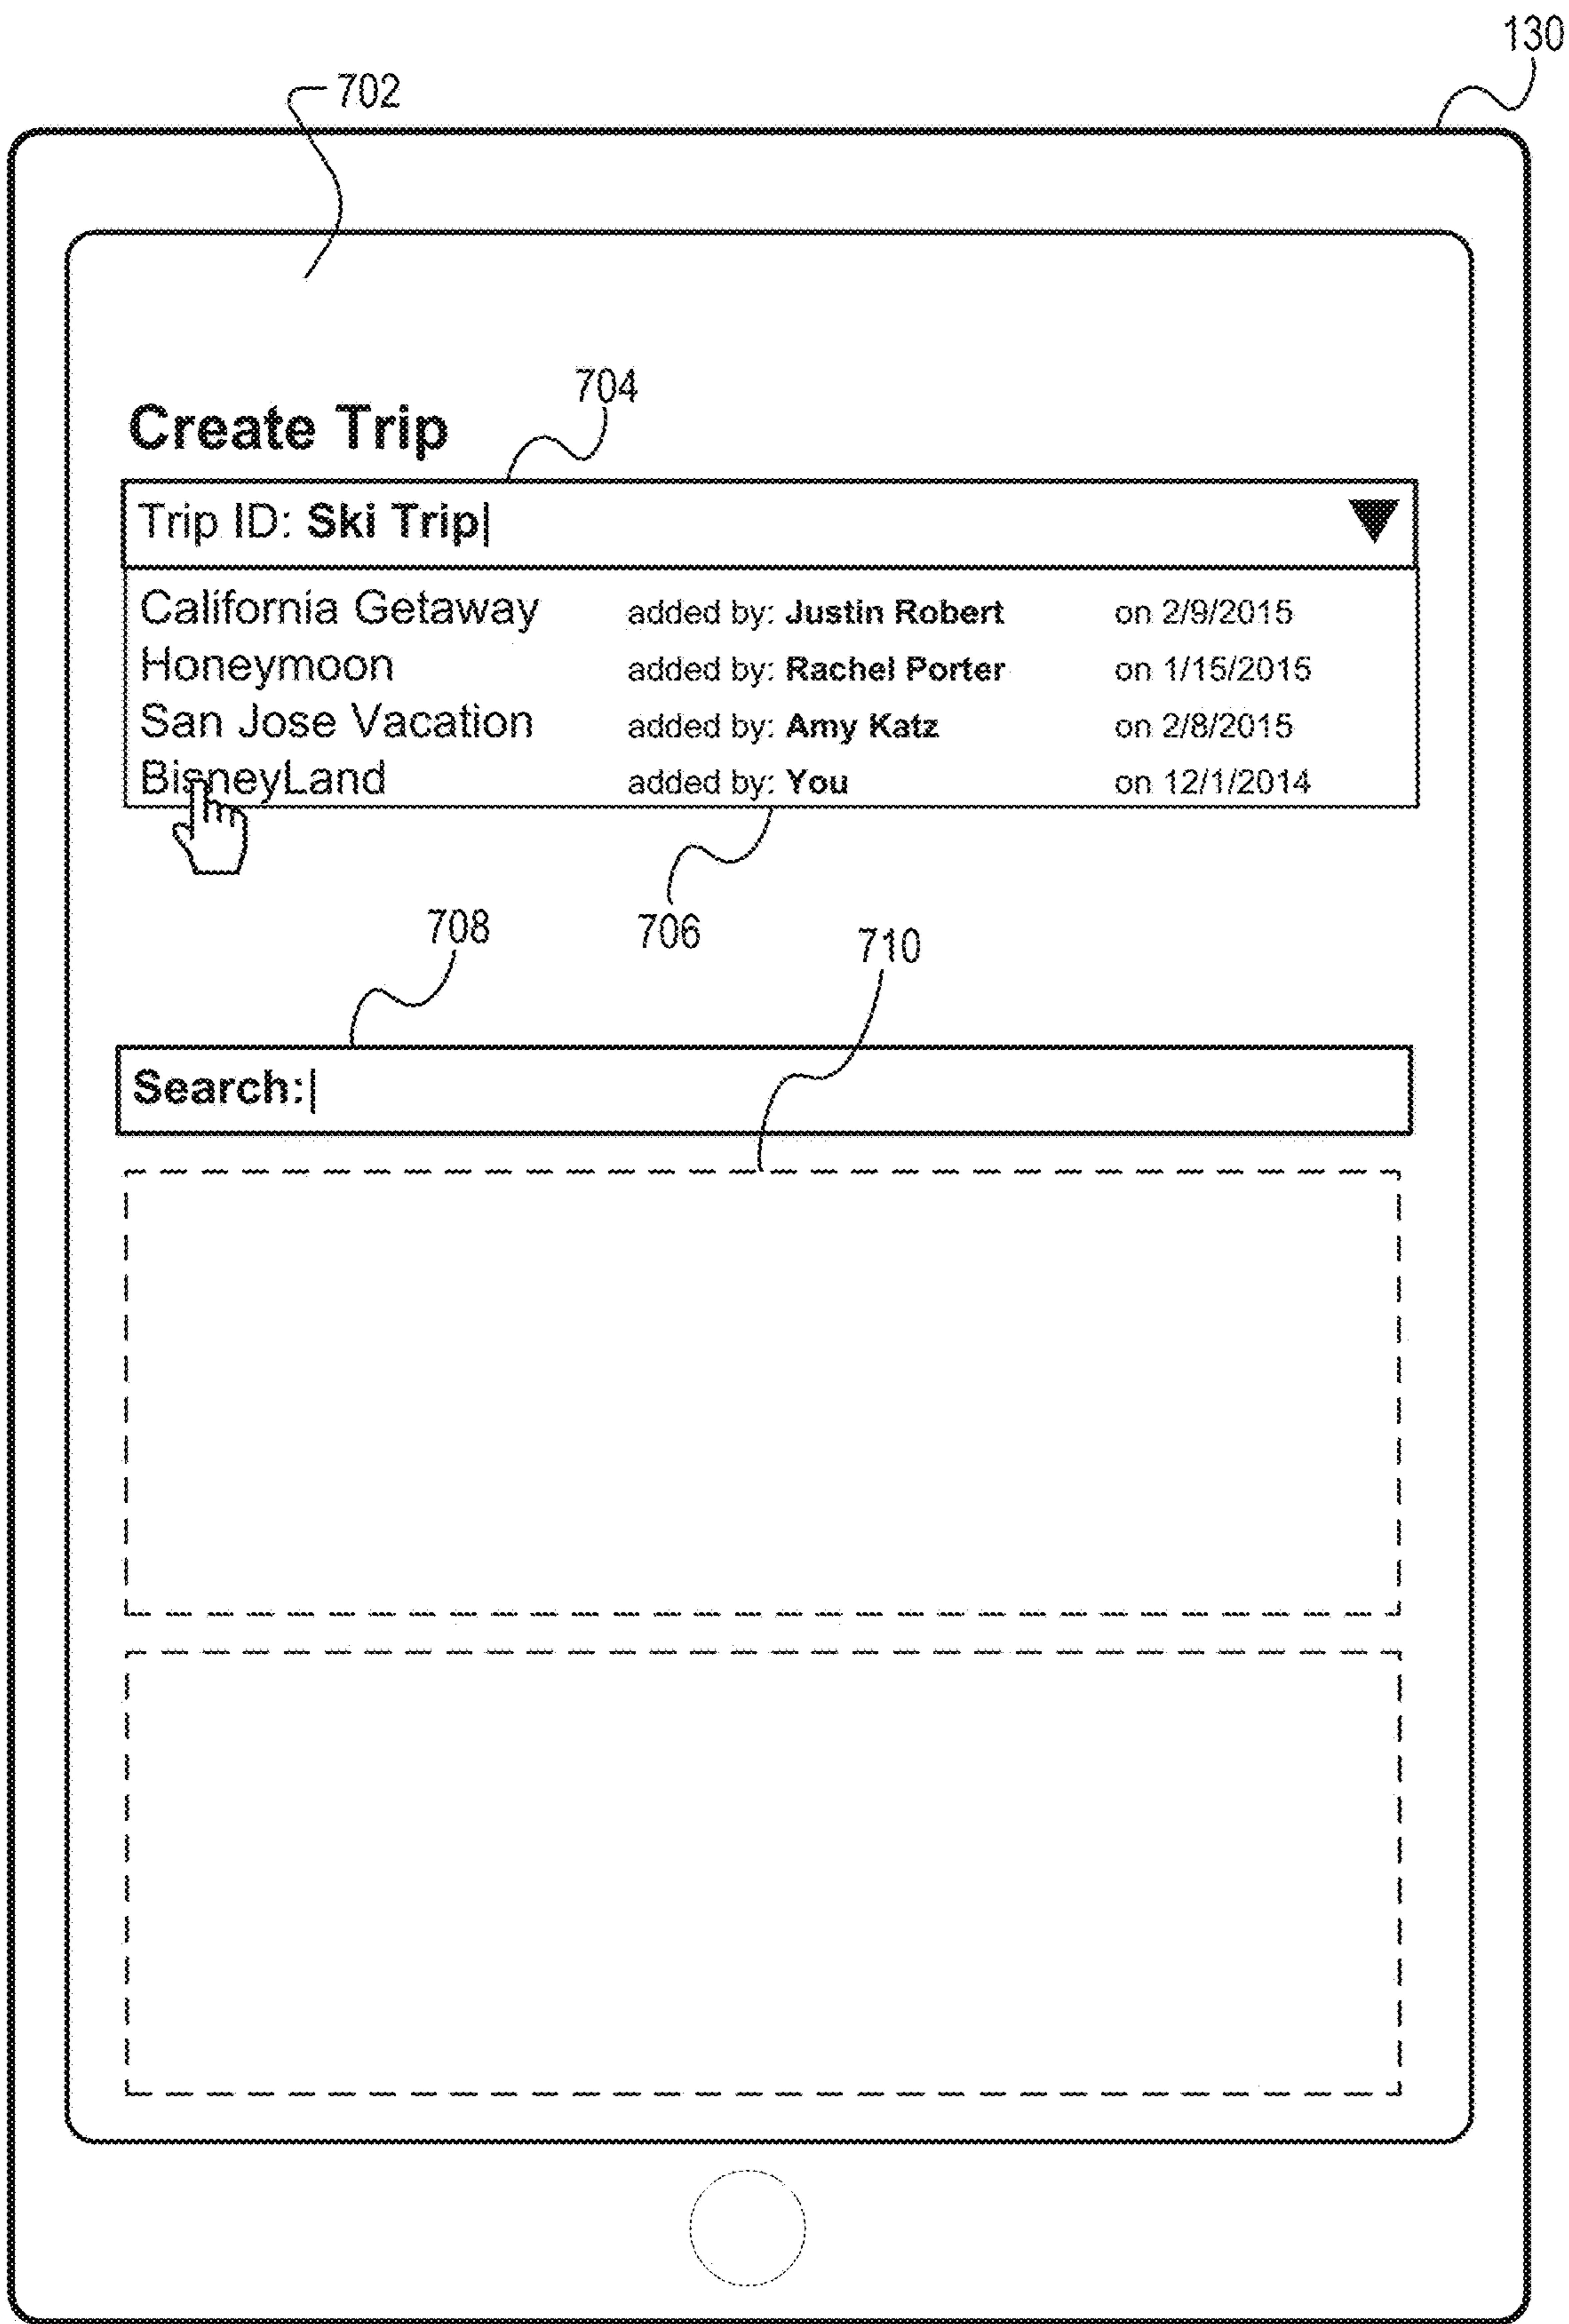 130
702
704
Create Trip
Trip ID: Ski Trip
California Getaway added by: Justin Robert on 2/9/2015
Honeymoon added by: Rachel Porter on 1/15/2015
San Jose Vacation added by: Amy Katz on 2/8/2015
BisneyLand added by: You on 12/1/2014
708
706
710
Search: